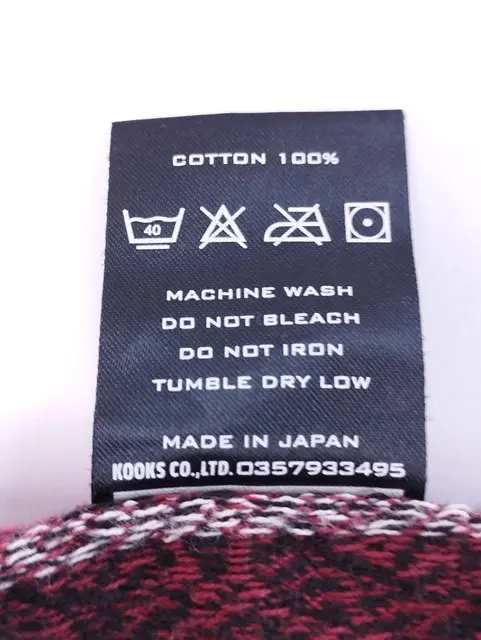 COTTON 100%
40
MACHINE WASH
DO NOT BLEACH
DO NOT IRON
TUMBLE DRY LOW
MADE IN JAPAN
KOOKS CO.,LTD. 0357933495